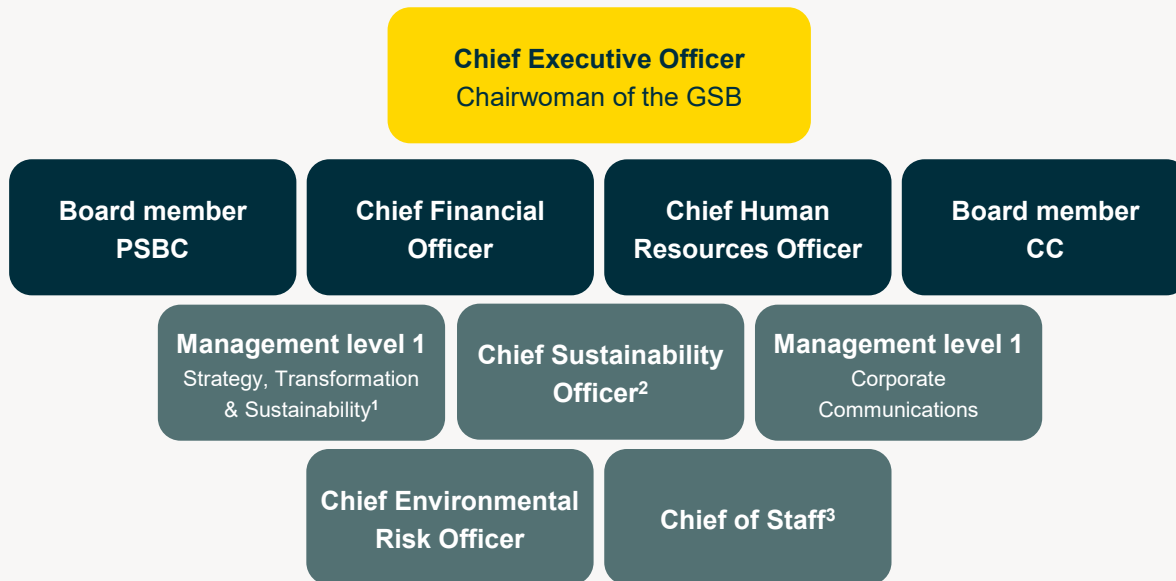 Chief Executive Officer
Chairwoman of the GSB
Board member
PSBC
Chief Financial
Officer
Chief Human
Resources Officer
Board member
CC
Management level 1
Strategy, Transformation
& Sustainability¹
Chief Sustainability
Officer²
Management level 1
Corporate
Communications
Chief Environmental
Risk Officer
Chief of Staff³